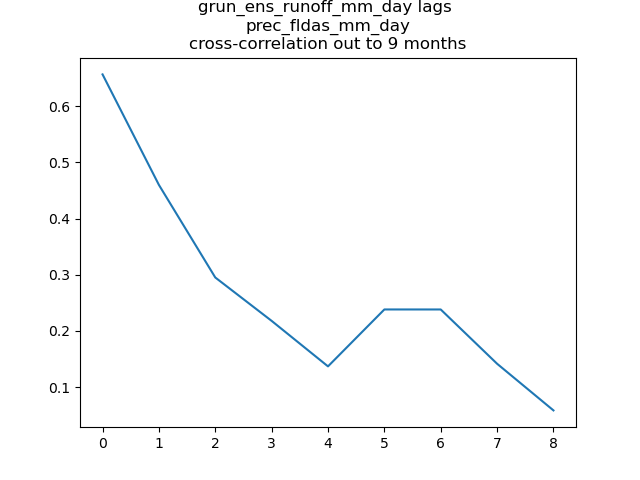 grun_ens_runoff_mm_day lags
prec_fldas_mm_day
cross-correlation out to 9 months
0.6
0.5
0.4
0.3
0.2
0.1
0 1 2 3 4 5 6 7 8